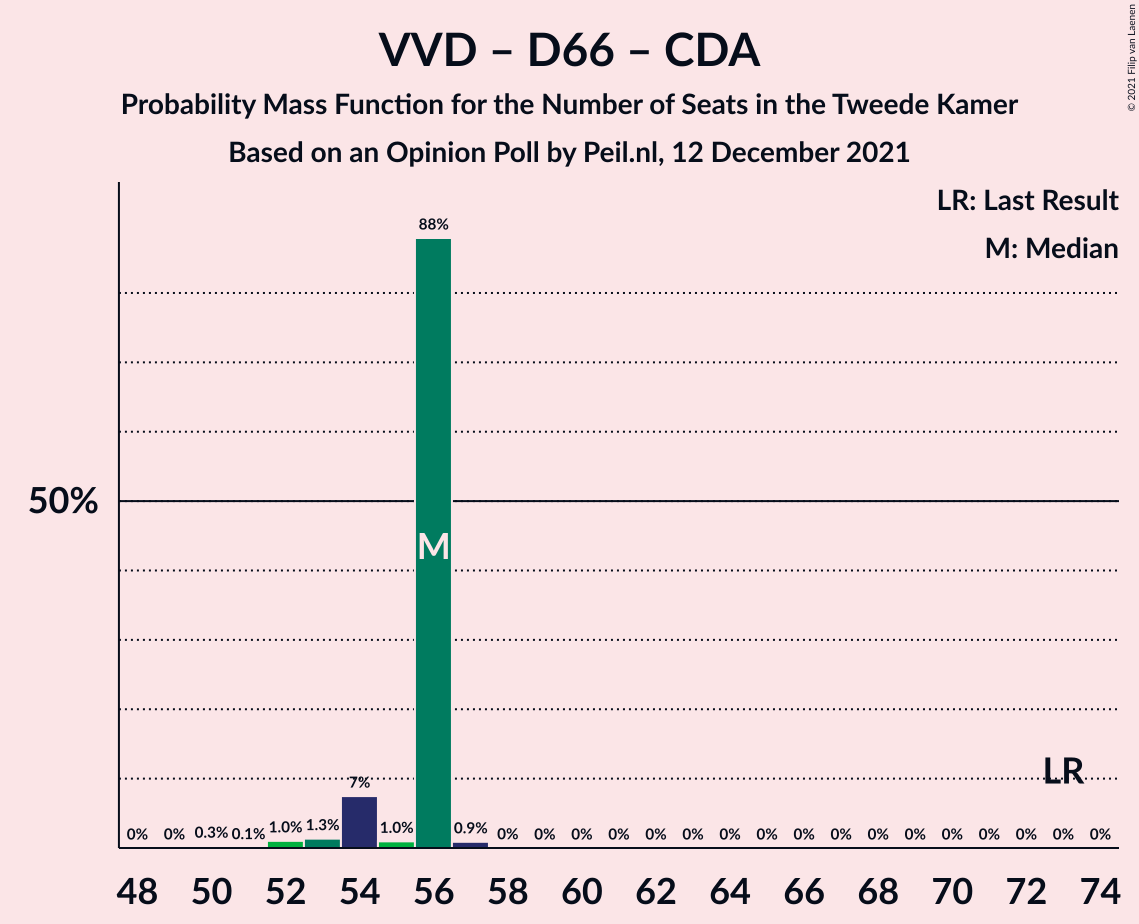 VVD – D66 – CDA
Probability Mass Function for the Number of Seats in the Tweede Kamer
Based on an Opinion Poll by Peil.nl, 12 December 2021
© 2021 Filip van Laenen
LR: Last Result
M: Median
88%
50%
M
LR
7%
0% 0% 0.3% 0.1% 1.0% 1.3% 1.0% 0.9% 0% 0% 0% 0% 0% 0% 0% 0% 0% 0% 0% 0% 0% 0% 0% 0% 0%
48 50 52 54 56 58 60 62 64 66 68 70 72 74